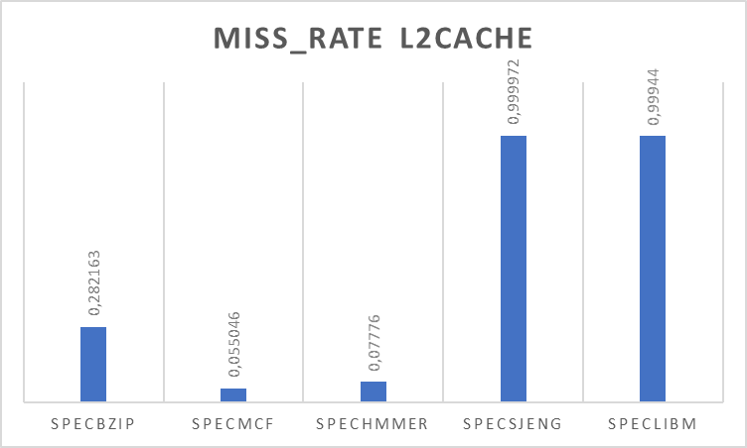 MISS_RATE L2CACHE
0,282163
0,055046
0,07776
0,999972
0,99944
SPECBZIP SPECMCF SPECHMMER SPECSJENG SPECLIBM